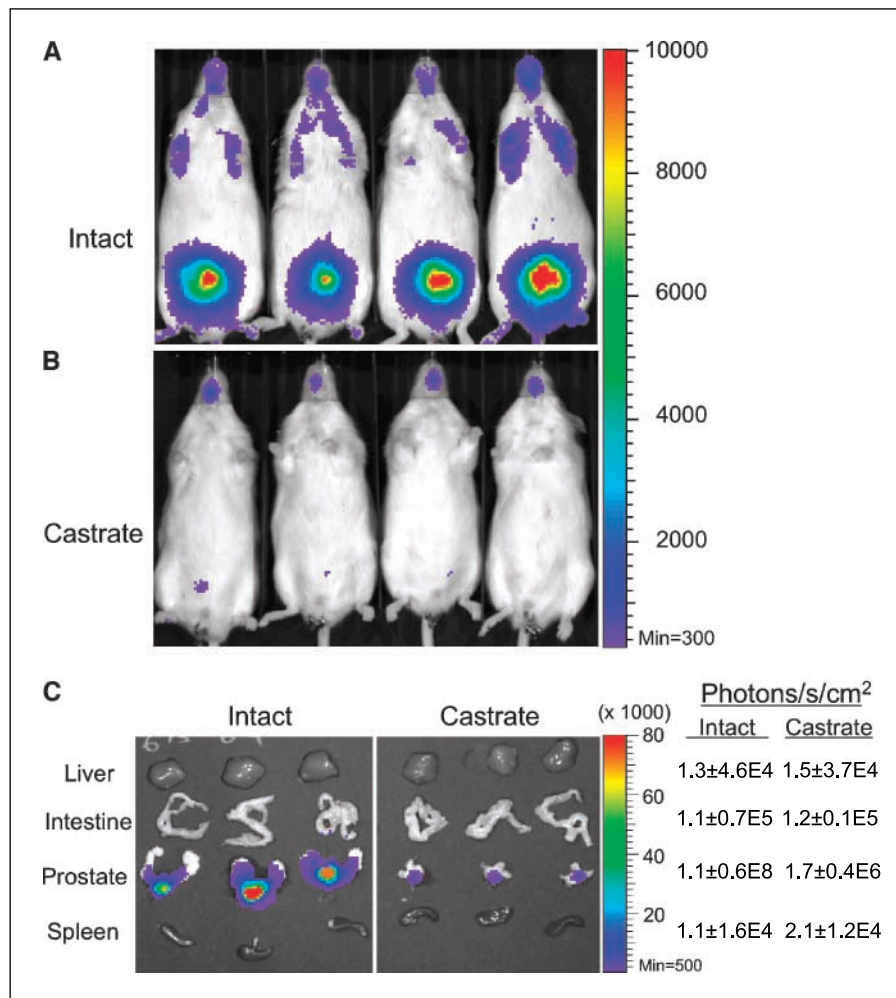 A
Intact
10000
8000
6000
4000
2000
Min=300
B
Castrate
C
Intact
Castrate
(x 1000)
80
60
40
20
Min=500
Liver
Intestine
Prostate
Spleen
Photons/s/cm²
Intact Castrate
1.3±4.6E4 1.5±3.7E4
1.1±0.7E5 1.2±0.1E5
1.1±0.6E8 1.7±0.4E6
1.1±1.6E4 2.1±1.2E4